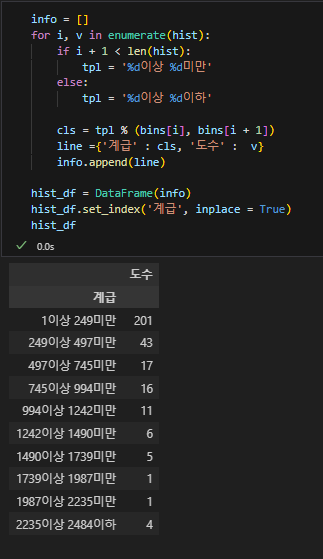 info = []
for i, v in enumerate(hist):
    if i + 1 < len(hist):
        tpl = '%d이상 %d미만'
    else:
        tpl = '%d이상 %d이하'

    cls = tpl % (bins[i], bins[i + 1])
    line ={'계급' : cls, '도수' :  v}
    info.append(line)

hist_df = DataFrame(info)
hist_df.set_index('계급', inplace = True)
hist_df
✓ 0.0s
도수
계급
1이상 249미만 201
249이상 497미만 43
497이상 745미만 17
745이상 994미만 16
994이상 1242미만 11
1242이상 1490미만 6
1490이상 1739미만 5
1739이상 1987미만 1
1987이상 2235미만 1
2235이상 2484이하 4